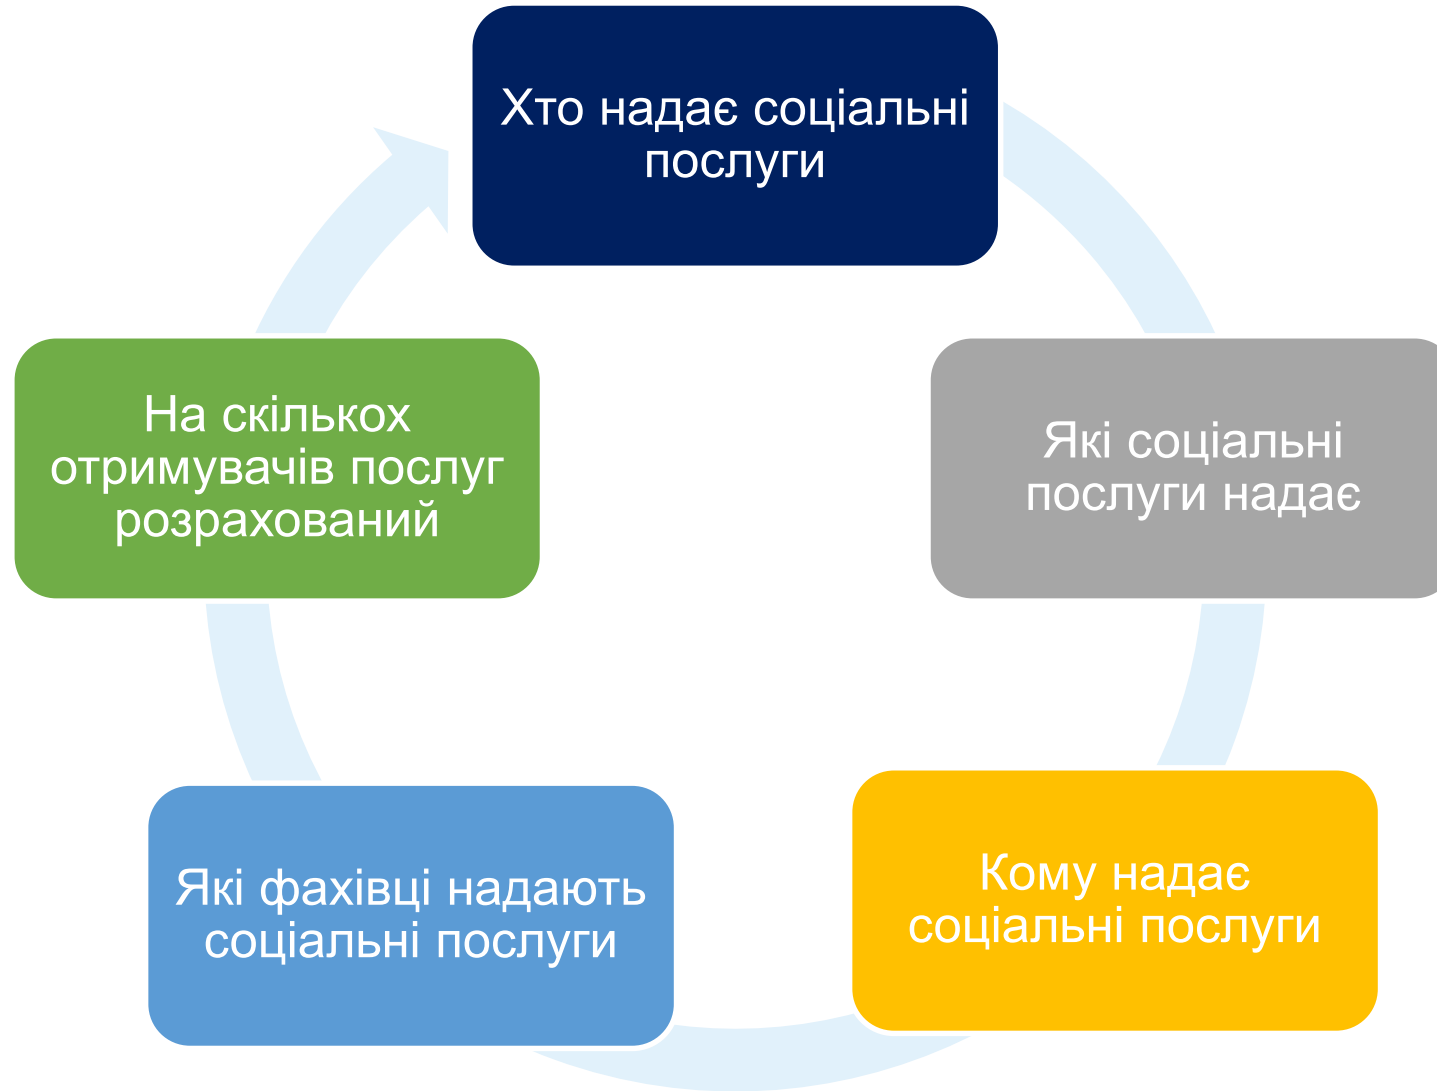 Хто надає соціальні
послуги
Які соціальні
послуги надає
Кому надає
соціальні послуги
Які фахівці надають
соціальні послуги
На скількох
отримувачів послуг
розрахований